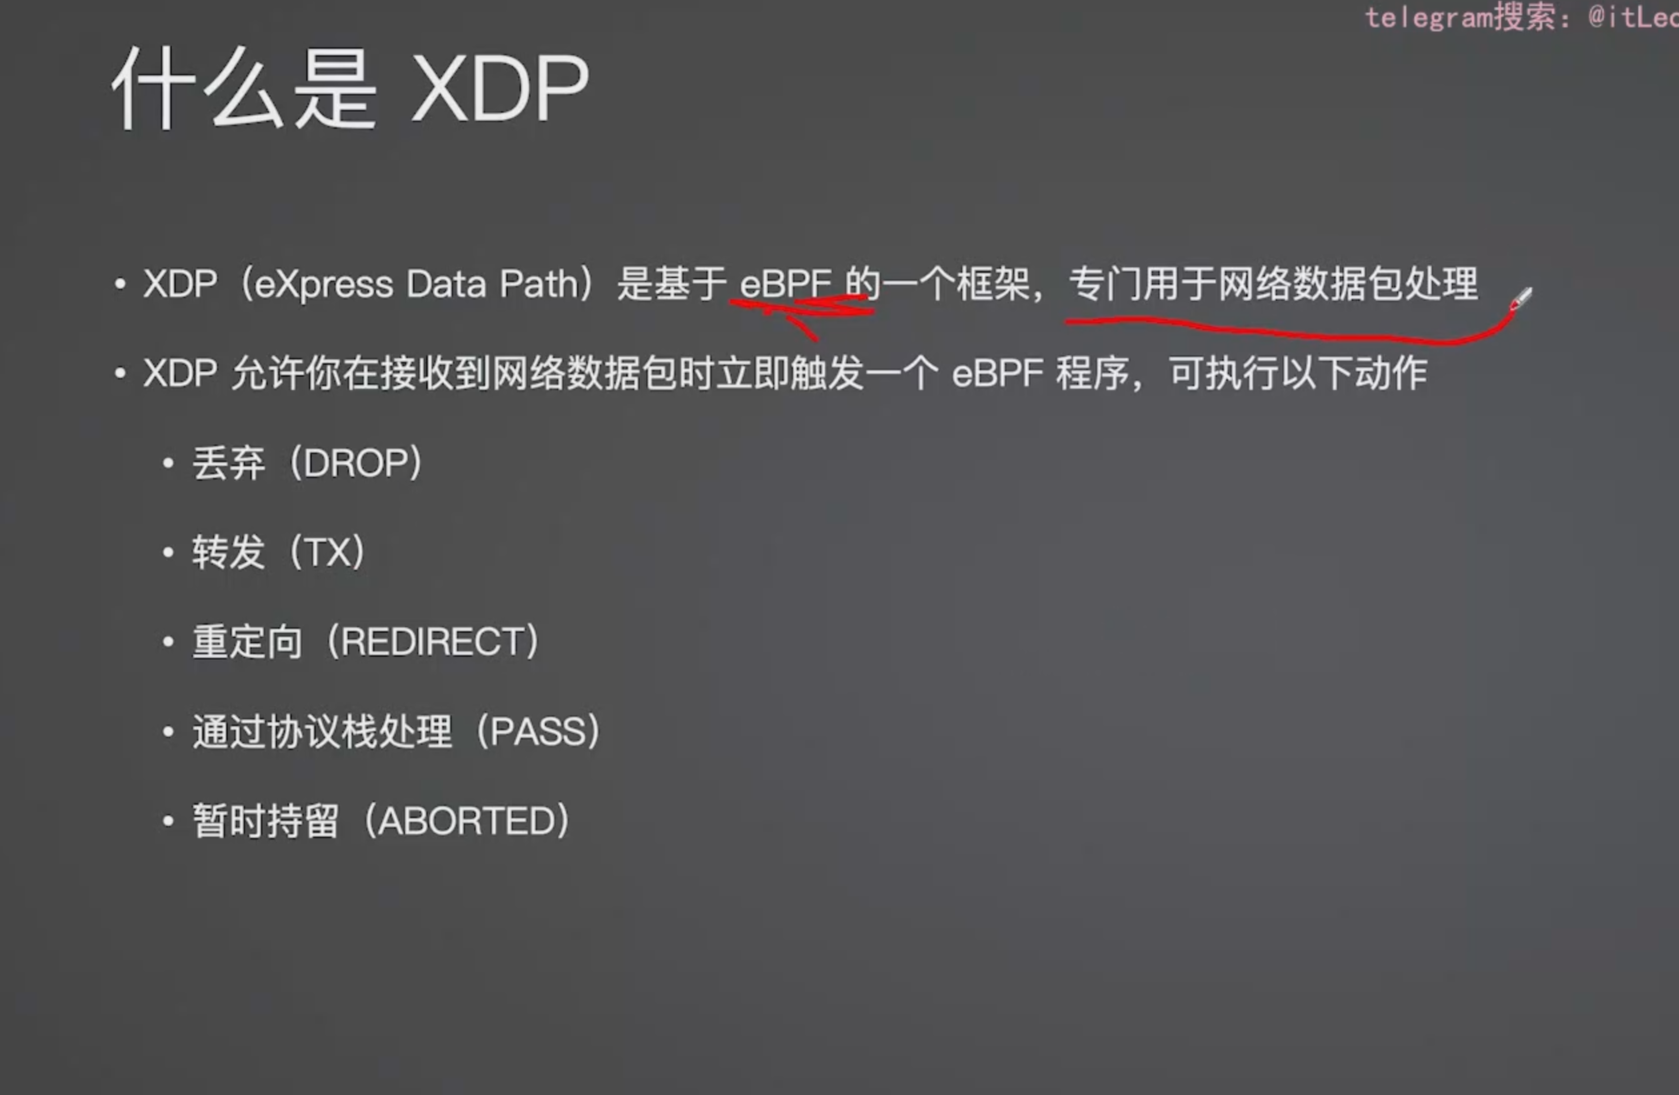 telegram搜索：@itLeo
什么是 XDP
• XDP（eXpress Data Path）是基于 eBPF 的一个框架，专门用于网络数据包处理
• XDP 允许你在接收到网络数据包时立即触发一个 eBPF 程序，可执行以下动作
• 丢弃（DROP）
• 转发（TX）
• 重定向（REDIRECT）
• 通过协议栈处理（PASS）
• 暂时持留（ABORTED）